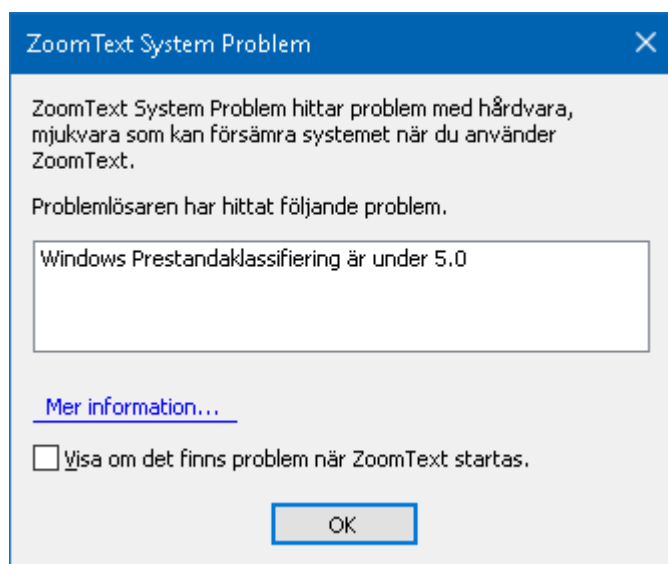 ZoomText System Problem
ZoomText System Problem hittar problem med hårdvara,
mjukvara som kan försämra systemet när du använder
ZoomText.
Problemlösaren har hittat följande problem.
Windows Prestandaklassifiering är under 5.0
Mer information...
Visa om det finns problem när ZoomText startas.
OK